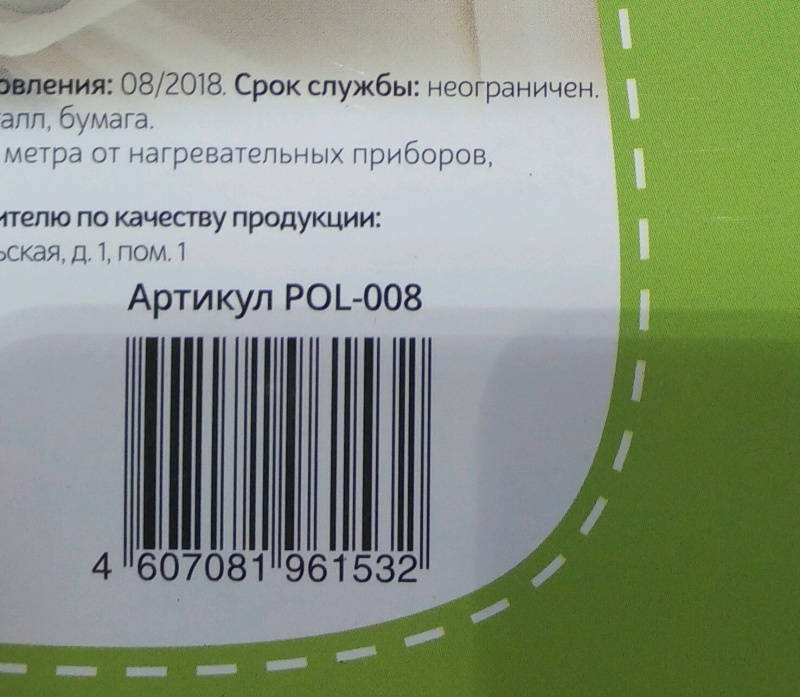 овления: 08/2018. Срок службы: неограничен.
алл, бумага.
метра от нагревательных приборов,
ителю по качеству продукции:
ьская, д. 1, пом. 1
Артикул POL-008
4 607081 961532